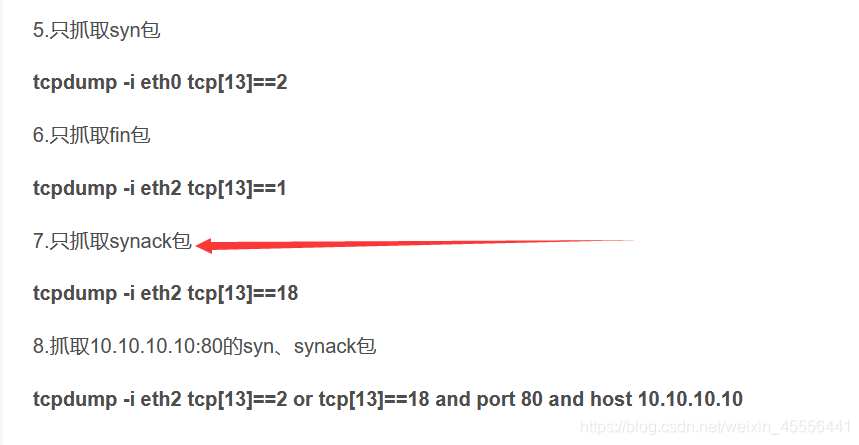 5.只抓取syn包
tcpdump -i eth0 tcp[13]==2
6.只抓取fin包
tcpdump -i eth2 tcp[13]==1
7.只抓取synack包
tcpdump -i eth2 tcp[13]==18
8.抓取10.10.10.10:80的syn、synack包
tcpdump -i eth2 tcp[13]==2 or tcp[13]==18 and port 80 and host 10.10.10.10
https://blog.csdn.net/weixin_45556441